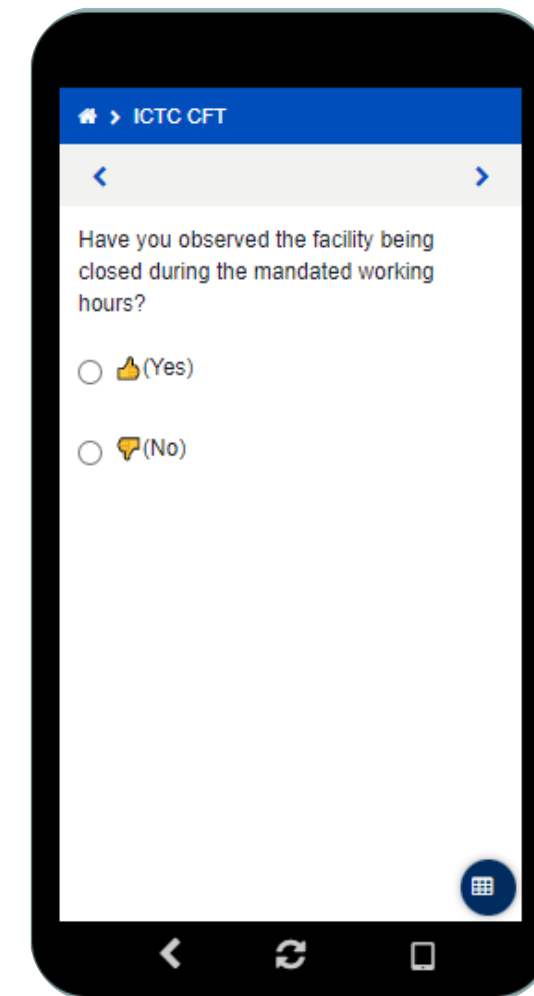 ICTC CFT
Have you observed the facility being
closed during the mandated working
hours?
👍(Yes)
👎(No)